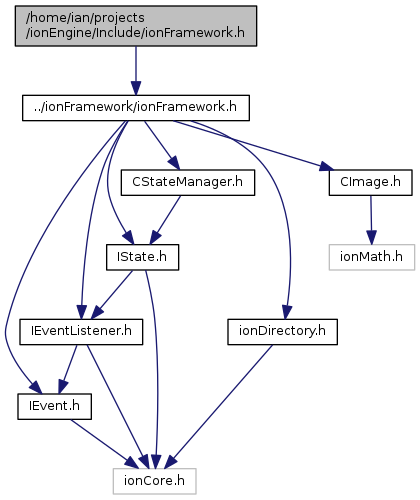 /home/ian/projects
/ionEngine/Include/ionFramework.h
../ionFramework/ionFramework.h
CStateManager.h
CImage.h
IState.h
ionMath.h
IEventListener.h
ionDirectory.h
IEvent.h
ionCore.h